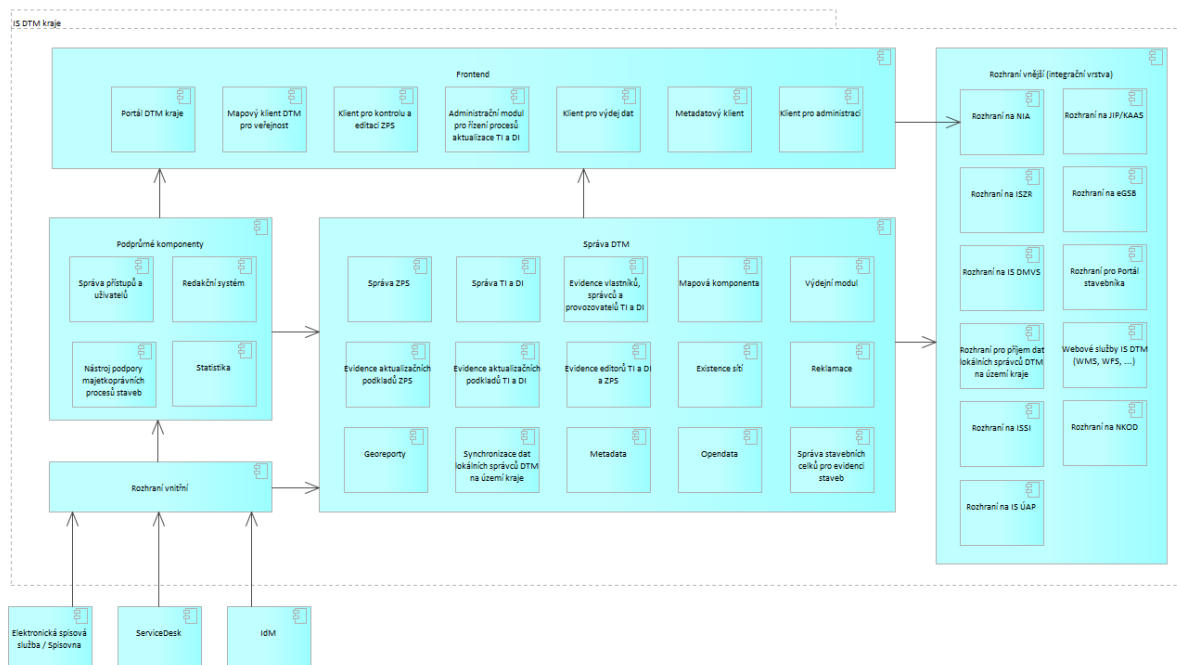 IS DTM kraje
Frontend
Portál DTM
kraje
Mapový klient DTM
pro veřejnost
Klient pro kontrolu a
editaci ZPS
Administrační modul
pro řízení procesů
aktualizace TI a DI
Klient pro výdej dat
Metadatový klient
Klient pro administraci
Rozhraní vnější (integrační vrstva)
Rozhraní na NIA
Rozhraní na JIP/KAAS
Rozhraní na ISZR
Rozhraní na eGSB
Rozhraní na IS DMVS
Rozhraní pro Portál
stavebníka
Rozhraní pro příjem dat
lokálních správců DTM
na území kraje
Webové služby IS DTM
(WMS, WFS, ...)
Rozhraní na ISSI
Rozhraní na NKOD
Rozhraní na IS ÚAP
Podprůrné komponenty
Správa přístupů a
uživatelů
Redakční systém
Nástroj podpory
majetkoprávních
procesů staveb
Statistika
Správa DTM
Správa ZPS
Správa TI a DI
Evidence vlastníků,
správců a
provozovatelů TI a DI
Mapová komponenta
Výdejní modul
Evidence aktualizačních
podkladů ZPS
Evidence aktualizačních
podkladů TI a DI
Evidence editorů TI a DI
a ZPS
Existence sítí
Reklamace
Georeporty
Synchronizace dat
lokálních správců DTM
na území kraje
Metadata
Opendata
Správa stavebních
celků pro evidenci
staveb
Rozhraní vnitřní
Elektronická spisová
služba / Spisovna
ServiceDesk
IdM